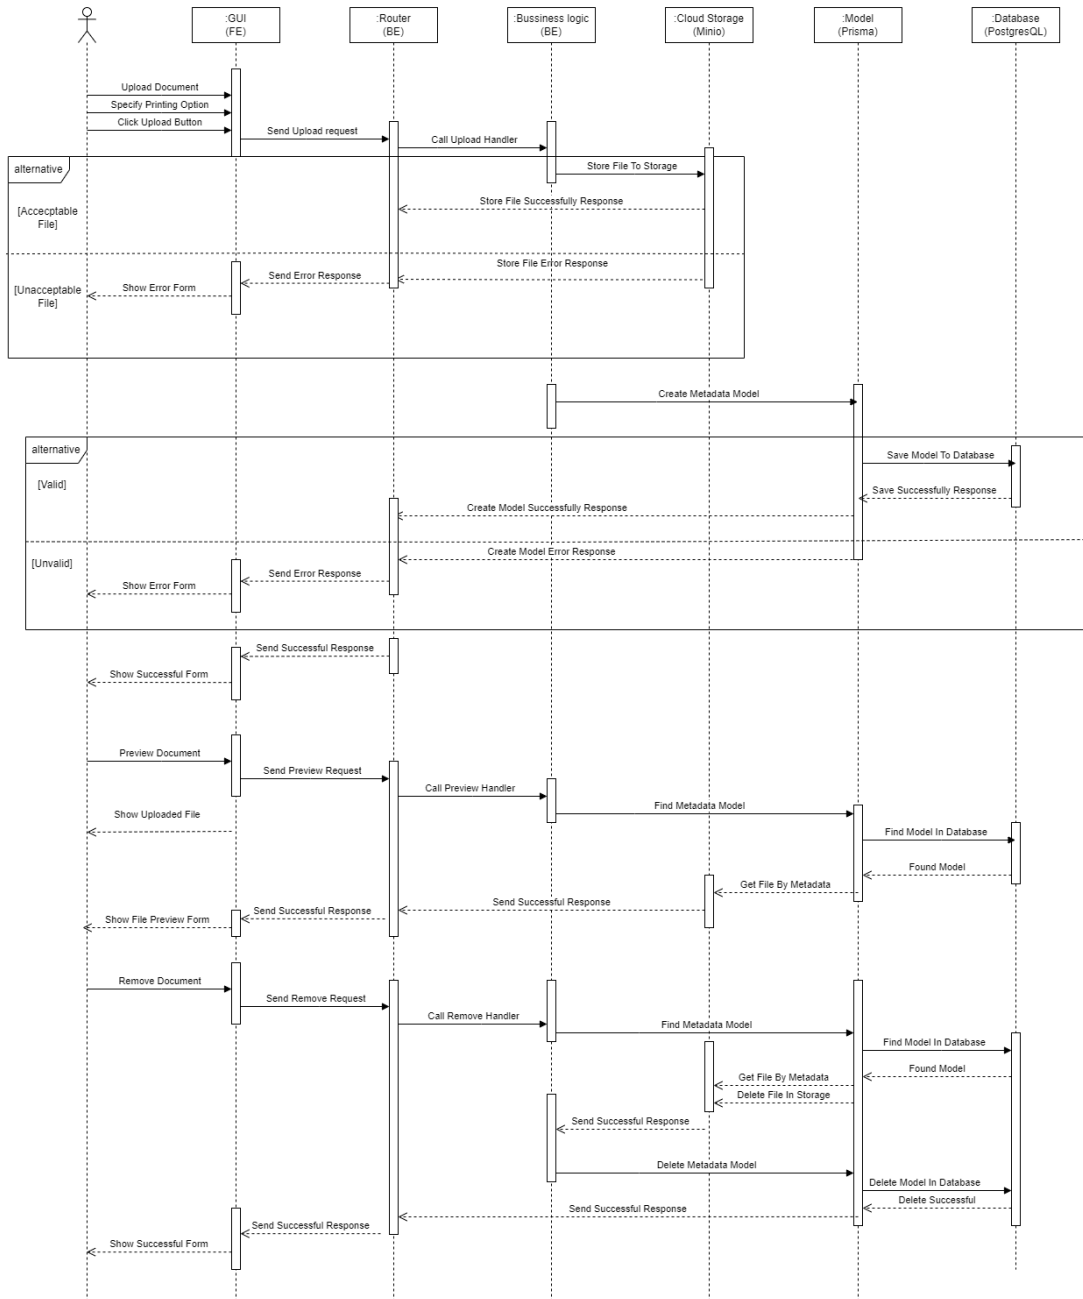 :GUI
(FE)
:Router
(BE)
:Bussiness logic
(BE)
:Cloud Storage
(Minio)
:Model
(Prisma)
:Database
(PostgresQL)
Upload Document
Specify Printing Option
Click Upload Button
Send Upload request
Call Upload Handler
alternative
Store File To Storage
[Accecptable
File]
Store File Successfully Response
Store File Error Response
Send Error Response
[Unacceptable
File]
Show Error Form
Create Metadata Model
alternative
Save Model To Database
[Valid]
Save Successfully Response
Create Model Successfully Response
Create Model Error Response
[Unvalid]
Send Error Response
Show Error Form
Send Successful Response
Show Successful Form
Preview Document
Send Preview Request
Call Preview Handler
Find Metadata Model
Show Uploaded File
Find Model In Database
Found Model
Get File By Metadata
Send Successful Response
Send Successful Response
Show File Preview Form
Remove Document
Send Remove Request
Call Remove Handler
Find Metadata Model
Find Model In Database
Found Model
Get File By Metadata
Delete File In Storage
Send Successful Response
Delete Metadata Model
Delete Model In Database
Delete Successful
Send Successful Response
Send Successful Response
Show Successful Form